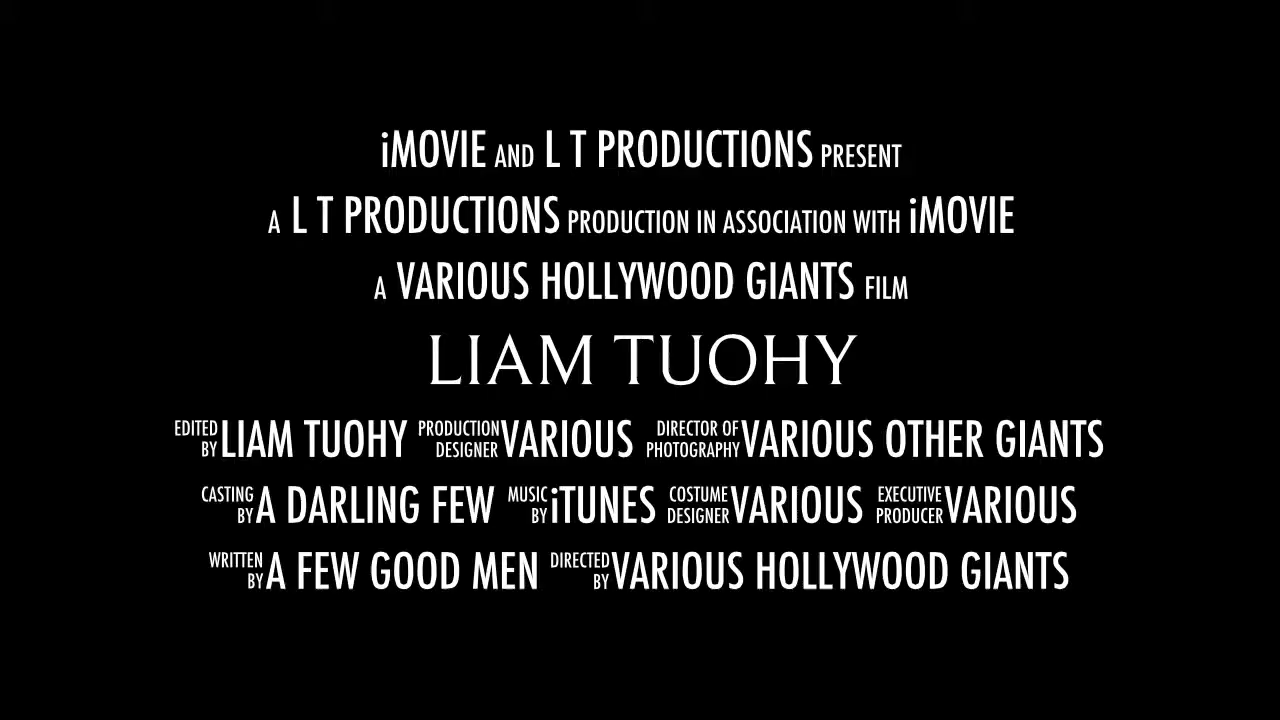 iMOVIE AND L T PRODUCTIONS PRESENT
A L T PRODUCTIONS PRODUCTION IN ASSOCIATION WITH iMOVIE
A VARIOUS HOLLYWOOD GIANTS FILM
LIAM TUOHY
EDITED BY LIAM TUOHY PRODUCTION DESIGNER VARIOUS DIRECTOR OF PHOTOGRAPHY VARIOUS OTHER GIANTS
CASTING BY A DARLING FEW MUSIC BY iTUNES COSTUME DESIGNER VARIOUS EXECUTIVE PRODUCER VARIOUS
WRITTEN BY A FEW GOOD MEN DIRECTED BY VARIOUS HOLLYWOOD GIANTS